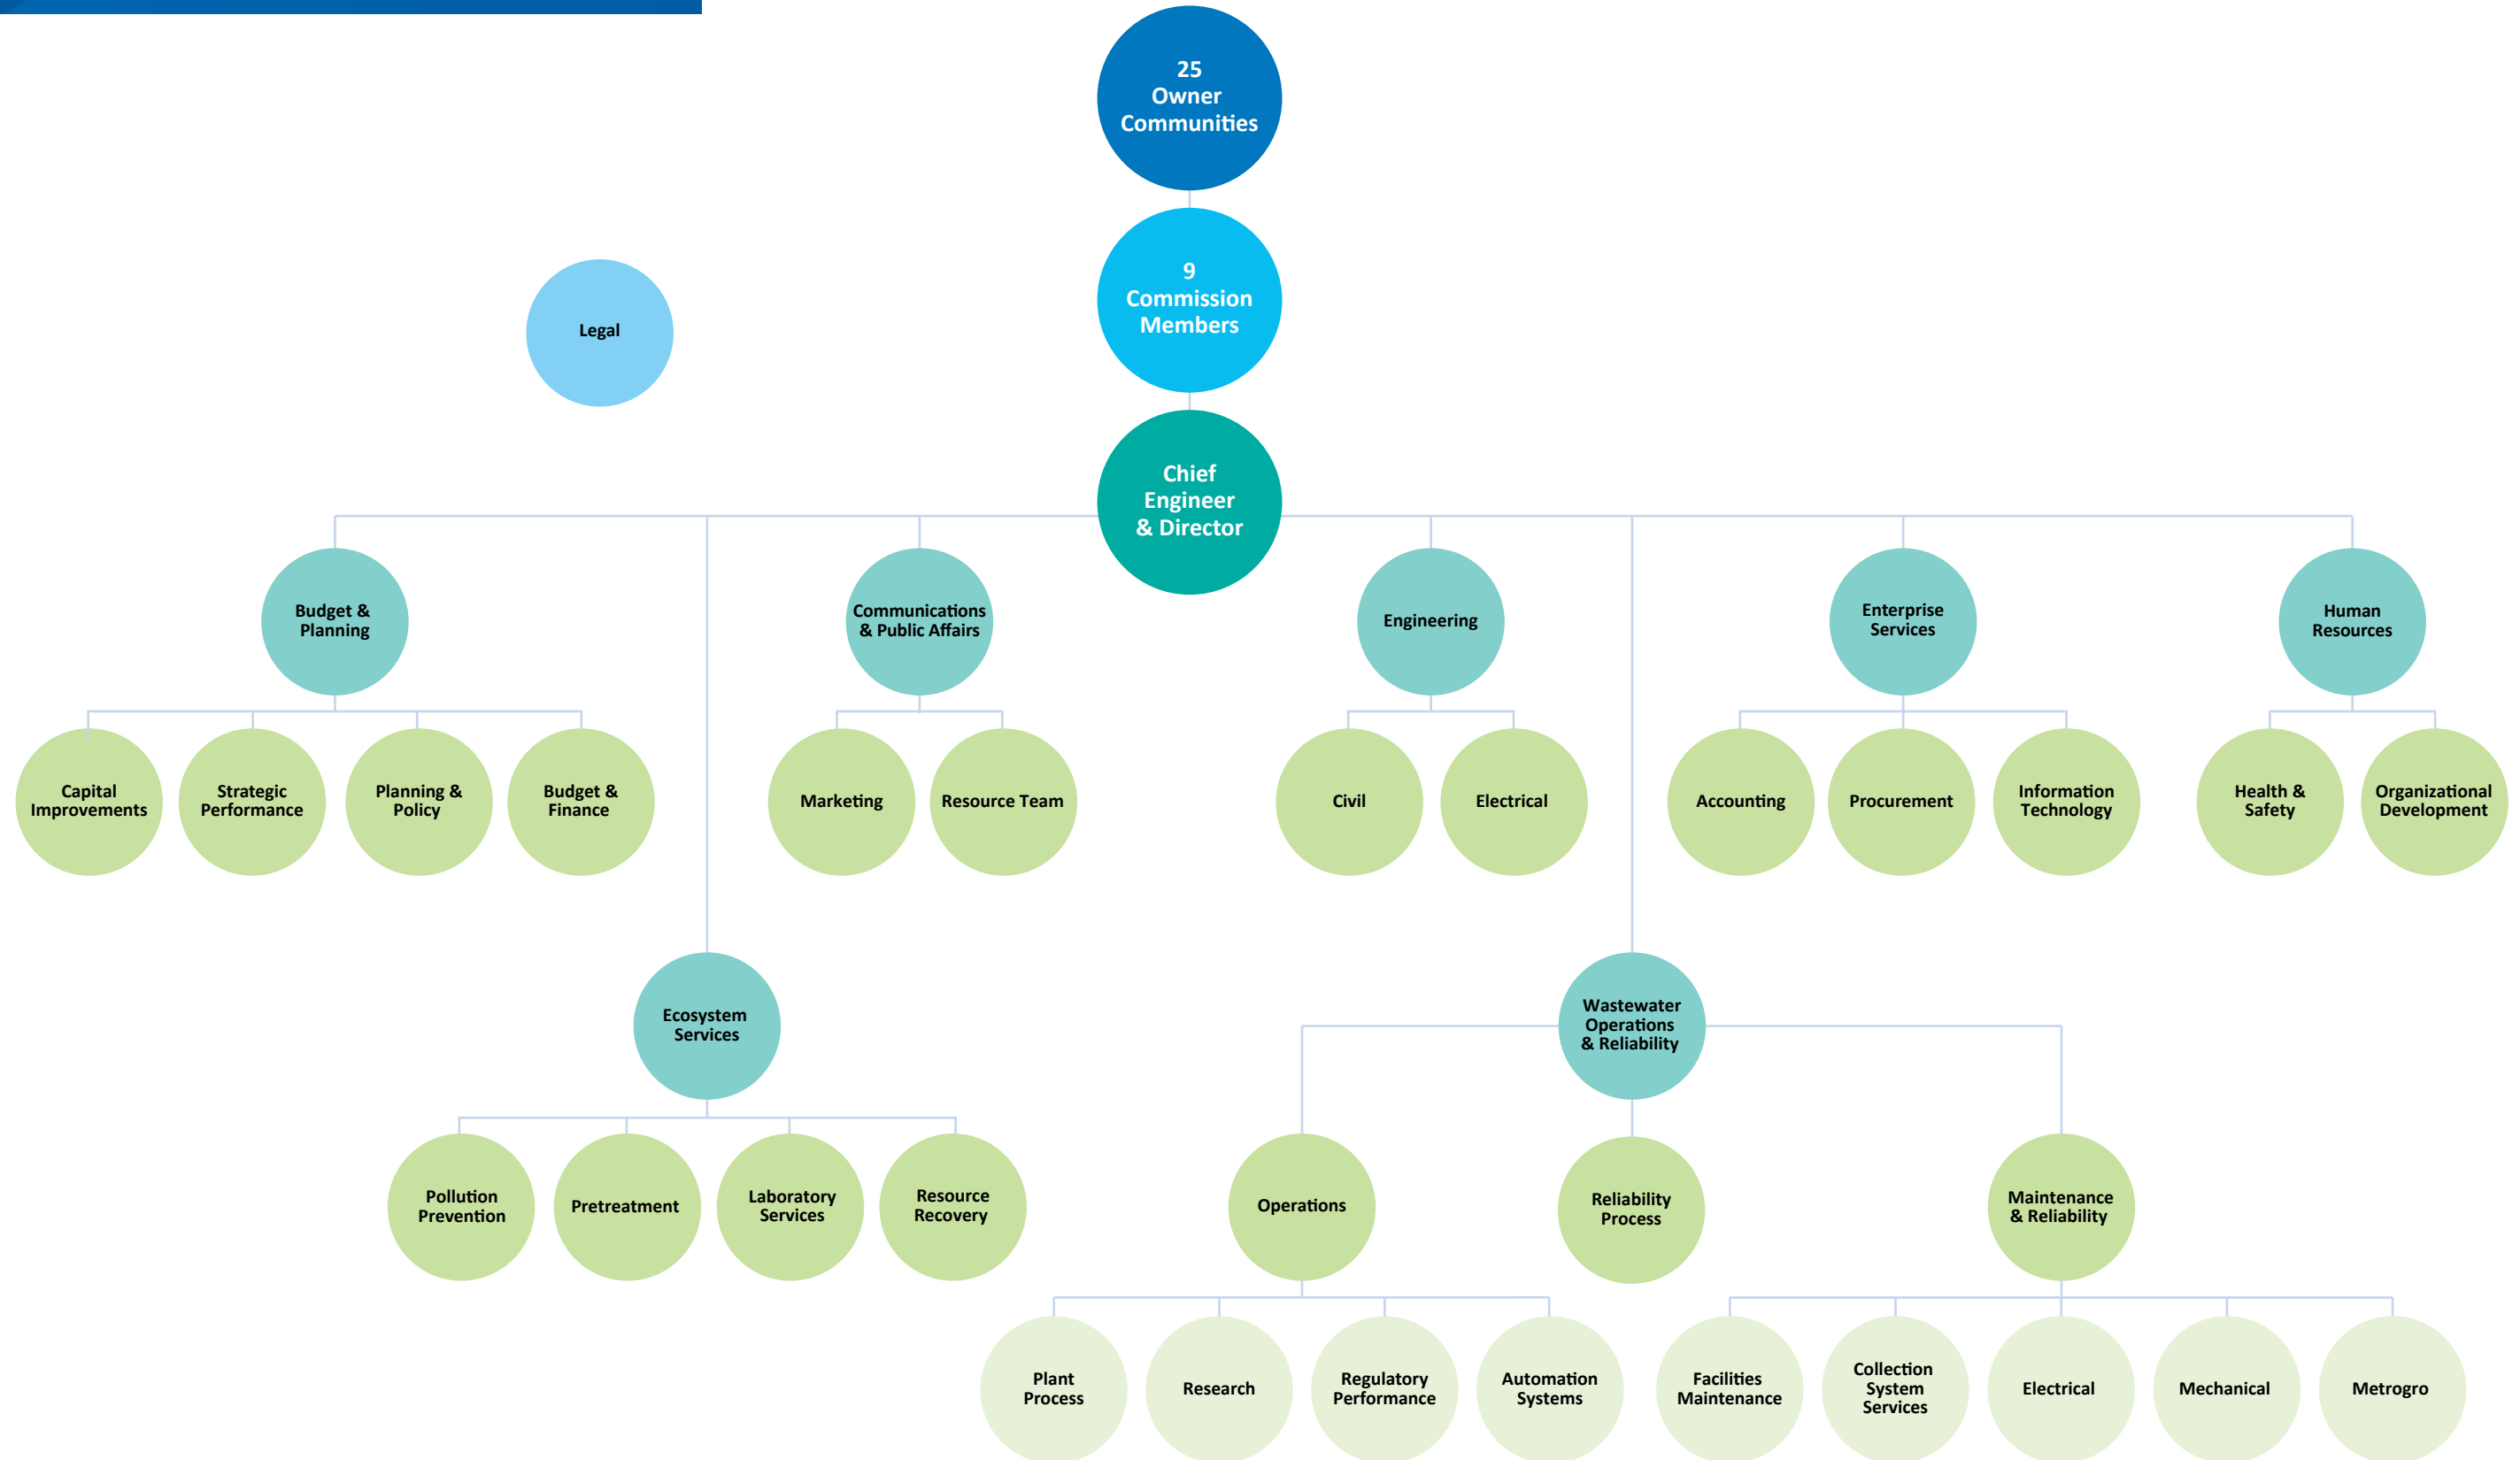 25
Owner
Communities
9
Commission
Members
Legal
Chief
Engineer
& Director
Budget &
Planning
Communications
& Public Affairs
Engineering
Enterprise
Services
Human
Resources
Capital
Improvements
Strategic
Performance
Planning &
Policy
Budget &
Finance
Marketing
Resource Team
Civil
Electrical
Accounting
Procurement
Information
Technology
Health &
Safety
Organizational
Development
Ecosystem
Services
Wastewater
Operations
& Reliability
Pollution
Prevention
Pretreatment
Laboratory
Services
Resource
Recovery
Operations
Reliability
Process
Maintenance
& Reliability
Plant
Process
Research
Regulatory
Performance
Automation
Systems
Facilities
Maintenance
Collection
System
Services
Electrical
Mechanical
Metrogro